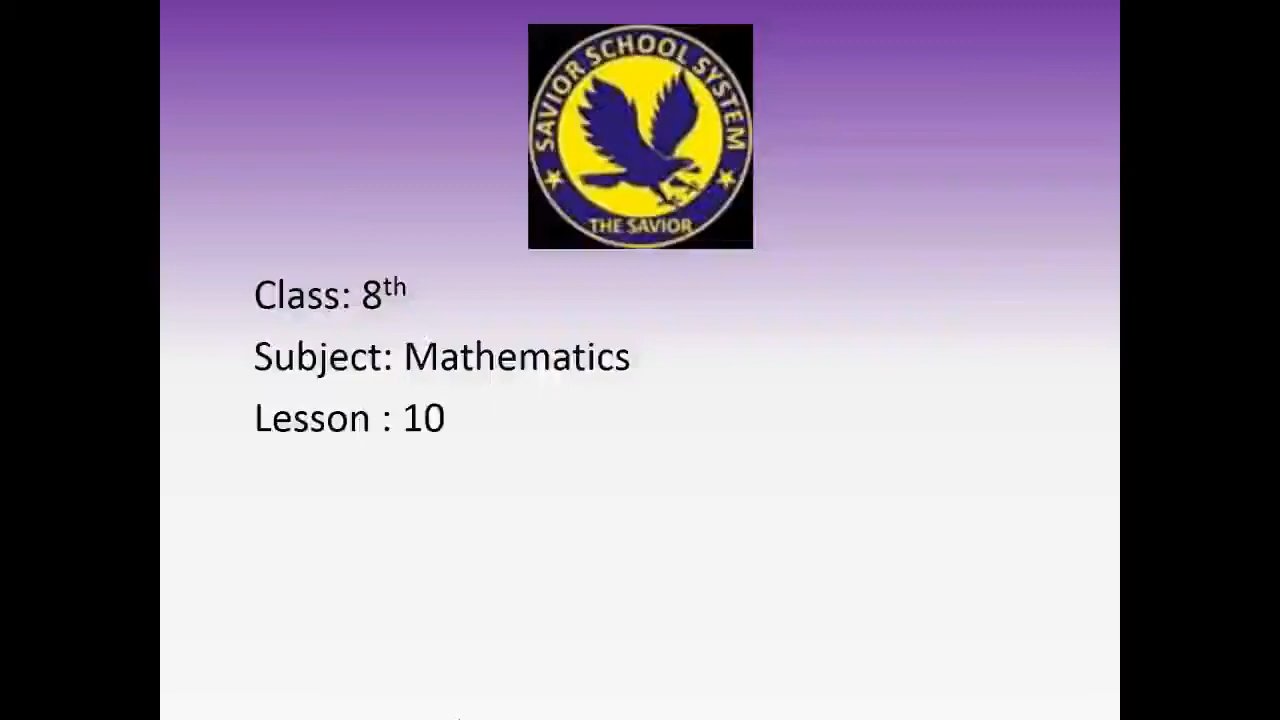 SAVIOR SCHOOL SYSTEM
THE SAVIOR
Class: 8th
Subject: Mathematics
Lesson : 10